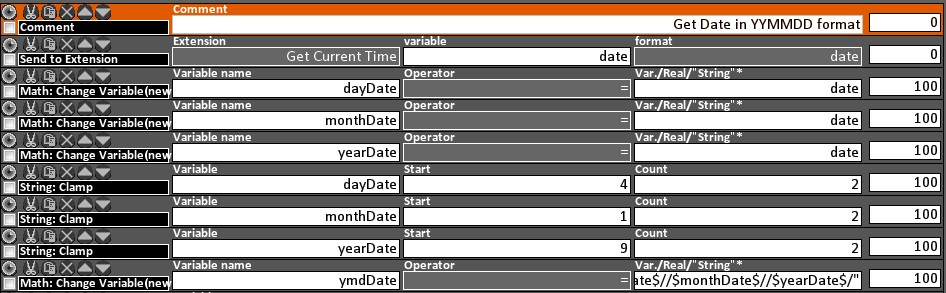 Comment
Comment
Get Date in YYMMDD format
0
Extension variable format
Send to Extension
Get Current Time date date 0
Variable name Operator Var./Real/"String"*
Math: Change Variable(new
dayDate = date 100
Variable name Operator Var./Real/"String"*
Math: Change Variable(new
monthDate = date 100
Variable name Operator Var./Real/"String"*
Math: Change Variable(new
yearDate = date 100
Variable Start Count
String: Clamp
dayDate 4 2 100
Variable Start Count
String: Clamp
monthDate 1 2 100
Variable Start Count
String: Clamp
yearDate 9 2 100
Variable name Operator Var./Real/"String"*
Math: Change Variable(new
ymdDate = ate$//$monthDate$//$yearDate$/" 100